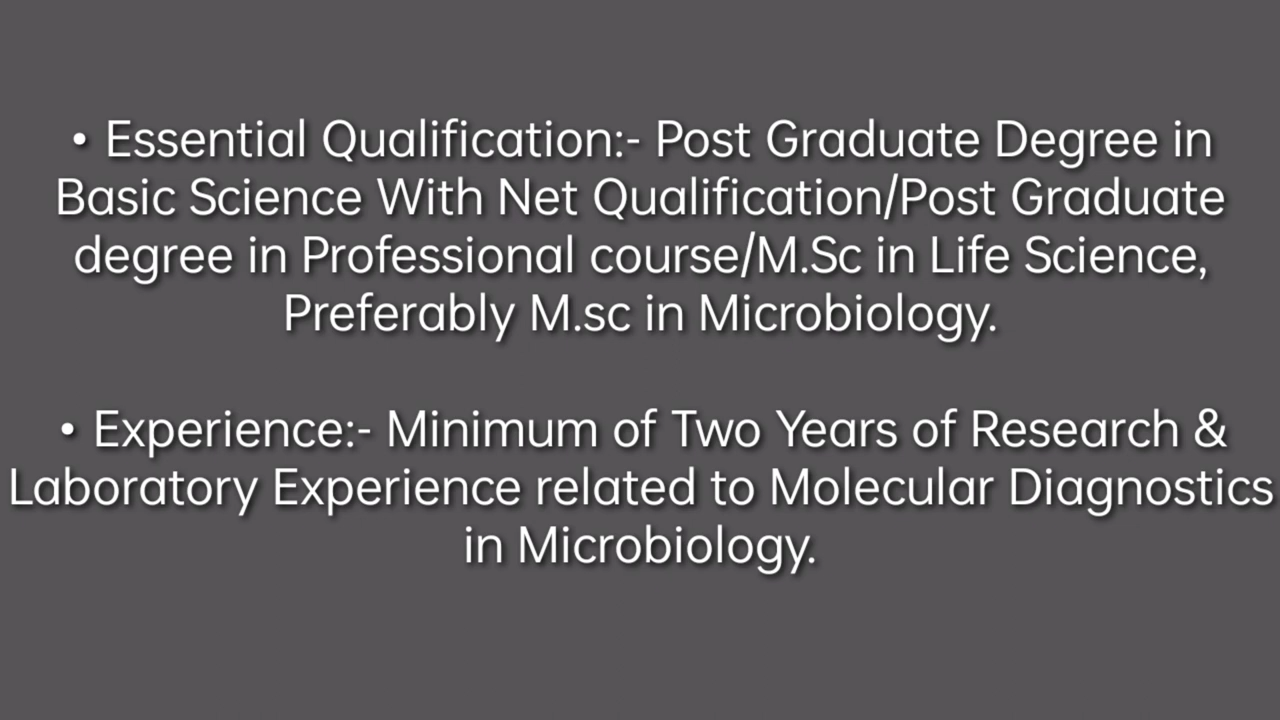 • Essential Qualification:- Post Graduate Degree in
Basic Science With Net Qualification/Post Graduate
degree in Professional course/M.Sc in Life Science,
Preferably M.sc in Microbiology.
• Experience:- Minimum of Two Years of Research &
Laboratory Experience related to Molecular Diagnostics
in Microbiology.